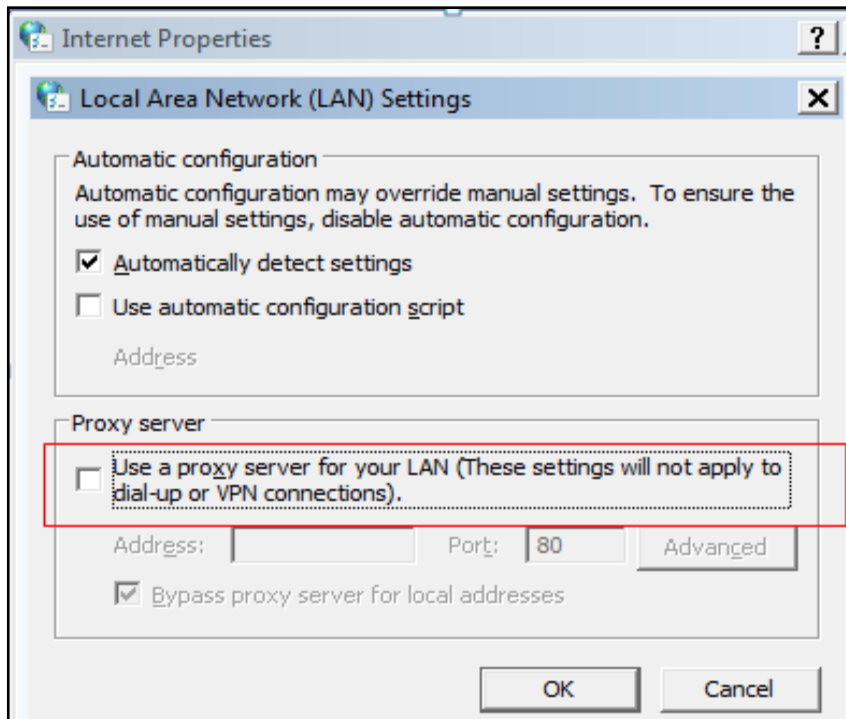 Internet Properties
?
Local Area Network (LAN) Settings
Automatic configuration
Automatic configuration may override manual settings. To ensure the
use of manual settings, disable automatic configuration.
Automatically detect settings
Use automatic configuration script
Address
Proxy server
Use a proxy server for your LAN (These settings will not apply to
dial-up or VPN connections).
Address: Port: 80 Advanced
Bypass proxy server for local addresses
OK Cancel